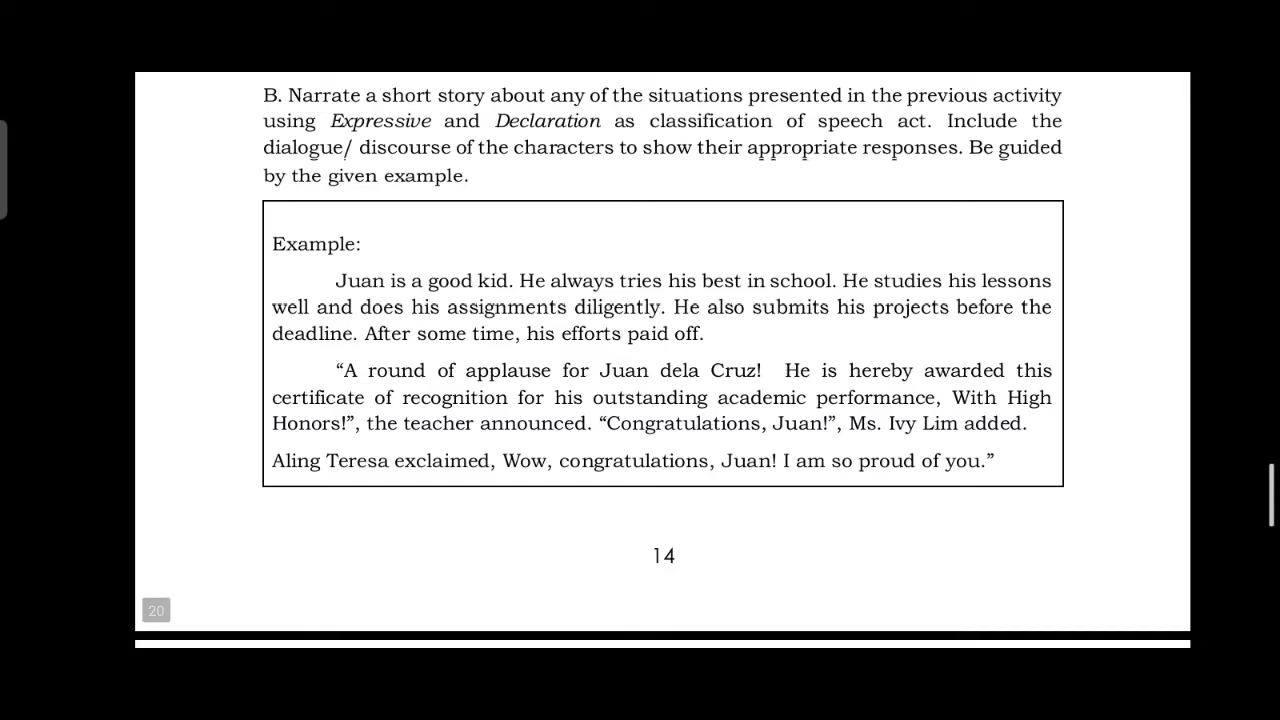 B. Narrate a short story about any of the situations presented in the previous activity
using Expressive and Declaration as classification of speech act. Include the
dialogue/ discourse of the characters to show their appropriate responses. Be guided
by the given example.
Example:
Juan is a good kid. He always tries his best in school. He studies his lessons
well and does his assignments diligently. He also submits his projects before the
deadline. After some time, his efforts paid off.
“A round of applause for Juan dela Cruz! He is hereby awarded this
certificate of recognition for his outstanding academic performance, With High
Honors!”, the teacher announced. “Congratulations, Juan!”, Ms. Ivy Lim added.
Aling Teresa exclaimed, Wow, congratulations, Juan! I am so proud of you.”
14
20